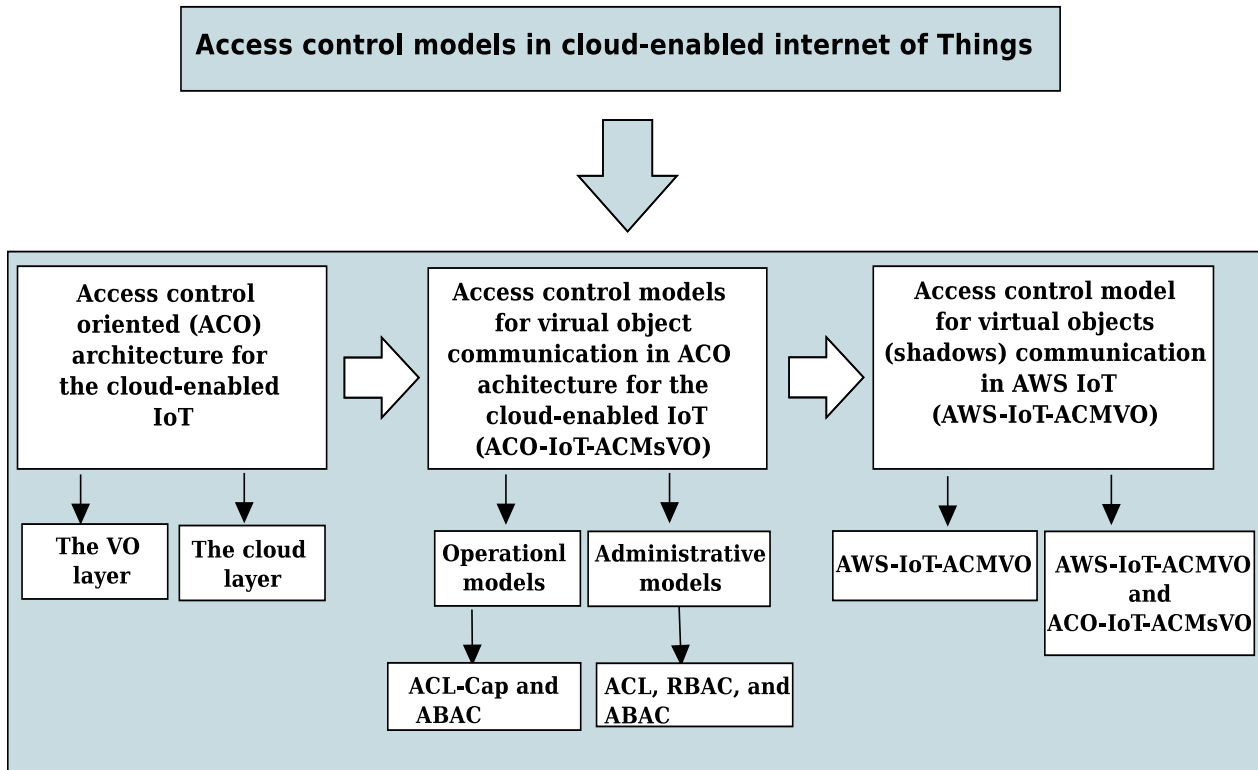 Access control models in cloud-enabled internet of Things
Access control
oriented (ACO)
architecture for
the cloud-enabled
IoT
Access control models
for virual object
communication in ACO
achitecture for the
cloud-enabled IoT
(ACO-IoT-ACMsVO)
Access control model
for virtual objects
(shadows) communication
in AWS IoT
(AWS-IoT-ACMVO)
The VO
layer
The cloud
layer
Operationl
models
Administrative
models
AWS-IoT-ACMVO
AWS-IoT-ACMVO
and
ACO-IoT-ACMsVO
ACL-Cap and
ABAC
ACL, RBAC, and
ABAC